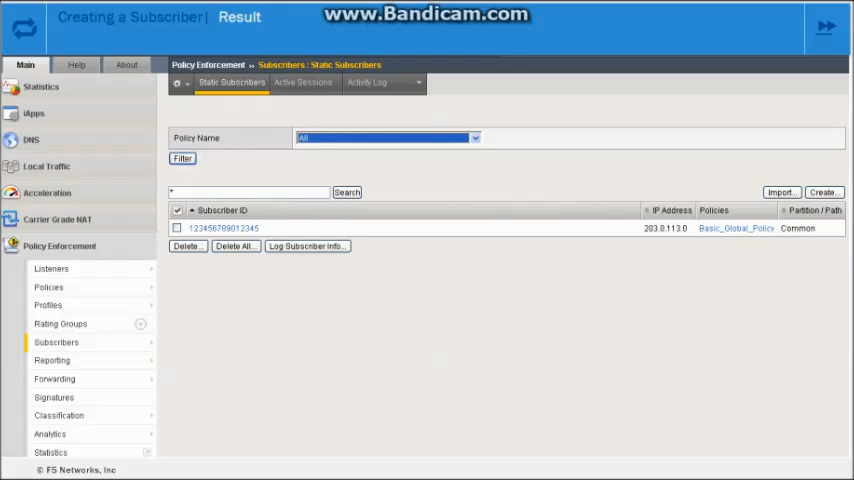 Creating a Subscriber| Result
www.Bandicam.com
Main Help About
Policy Enforcement ›› Subscribers : Static Subscribers
Static Subscribers Active Sessions Activity Log
Statistics
iApps
DNS
Local Traffic
Acceleration
Carrier Grade NAT
Policy Enforcement
Listeners
Policies
Profiles
Rating Groups
Subscribers
Reporting
Forwarding
Signatures
Classification
Analytics
Statistics
Policy Name All
Filter
* Search Import... Create...
Subscriber ID IP Address Policies Partition / Path
123456789012345 203.0.113.0 Basic_Global_Policy Common
Delete... Delete All... Log Subscriber Info...
© F5 Networks, Inc